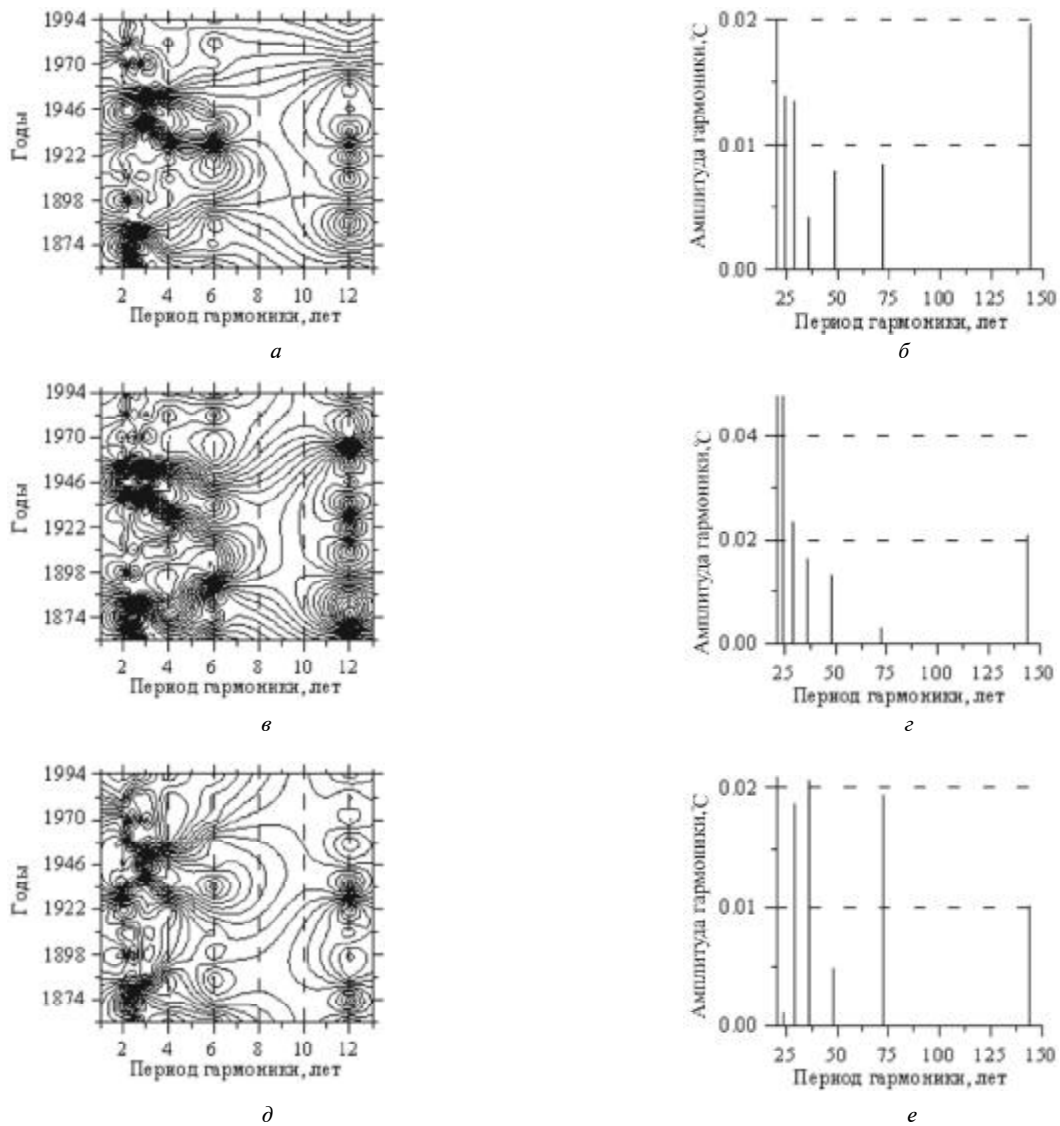 Годы
1994
1970
1946
1922
1898
1874
2 4 6 8 10 12
Период гармоники, лет
а
Амплитуда гармоники,°С
0.02
0.01
0.00
25 50 75 100 125 150
Период гармоники, лет
б
Годы
1994
1970
1946
1922
1898
1874
2 4 6 8 10 12
Период гармоники, лет
в
Амплитуда гармоники,°С
0.04
0.02
0.00
25 50 75 100 125 150
Период гармоники, лет
г
Годы
1994
1970
1946
1922
1898
1874
2 4 6 8 10 12
Период гармоники, лет
д
Амплитуда гармоники,°С
0.02
0.01
0.00
25 50 75 100 125 150
Период гармоники, лет
е